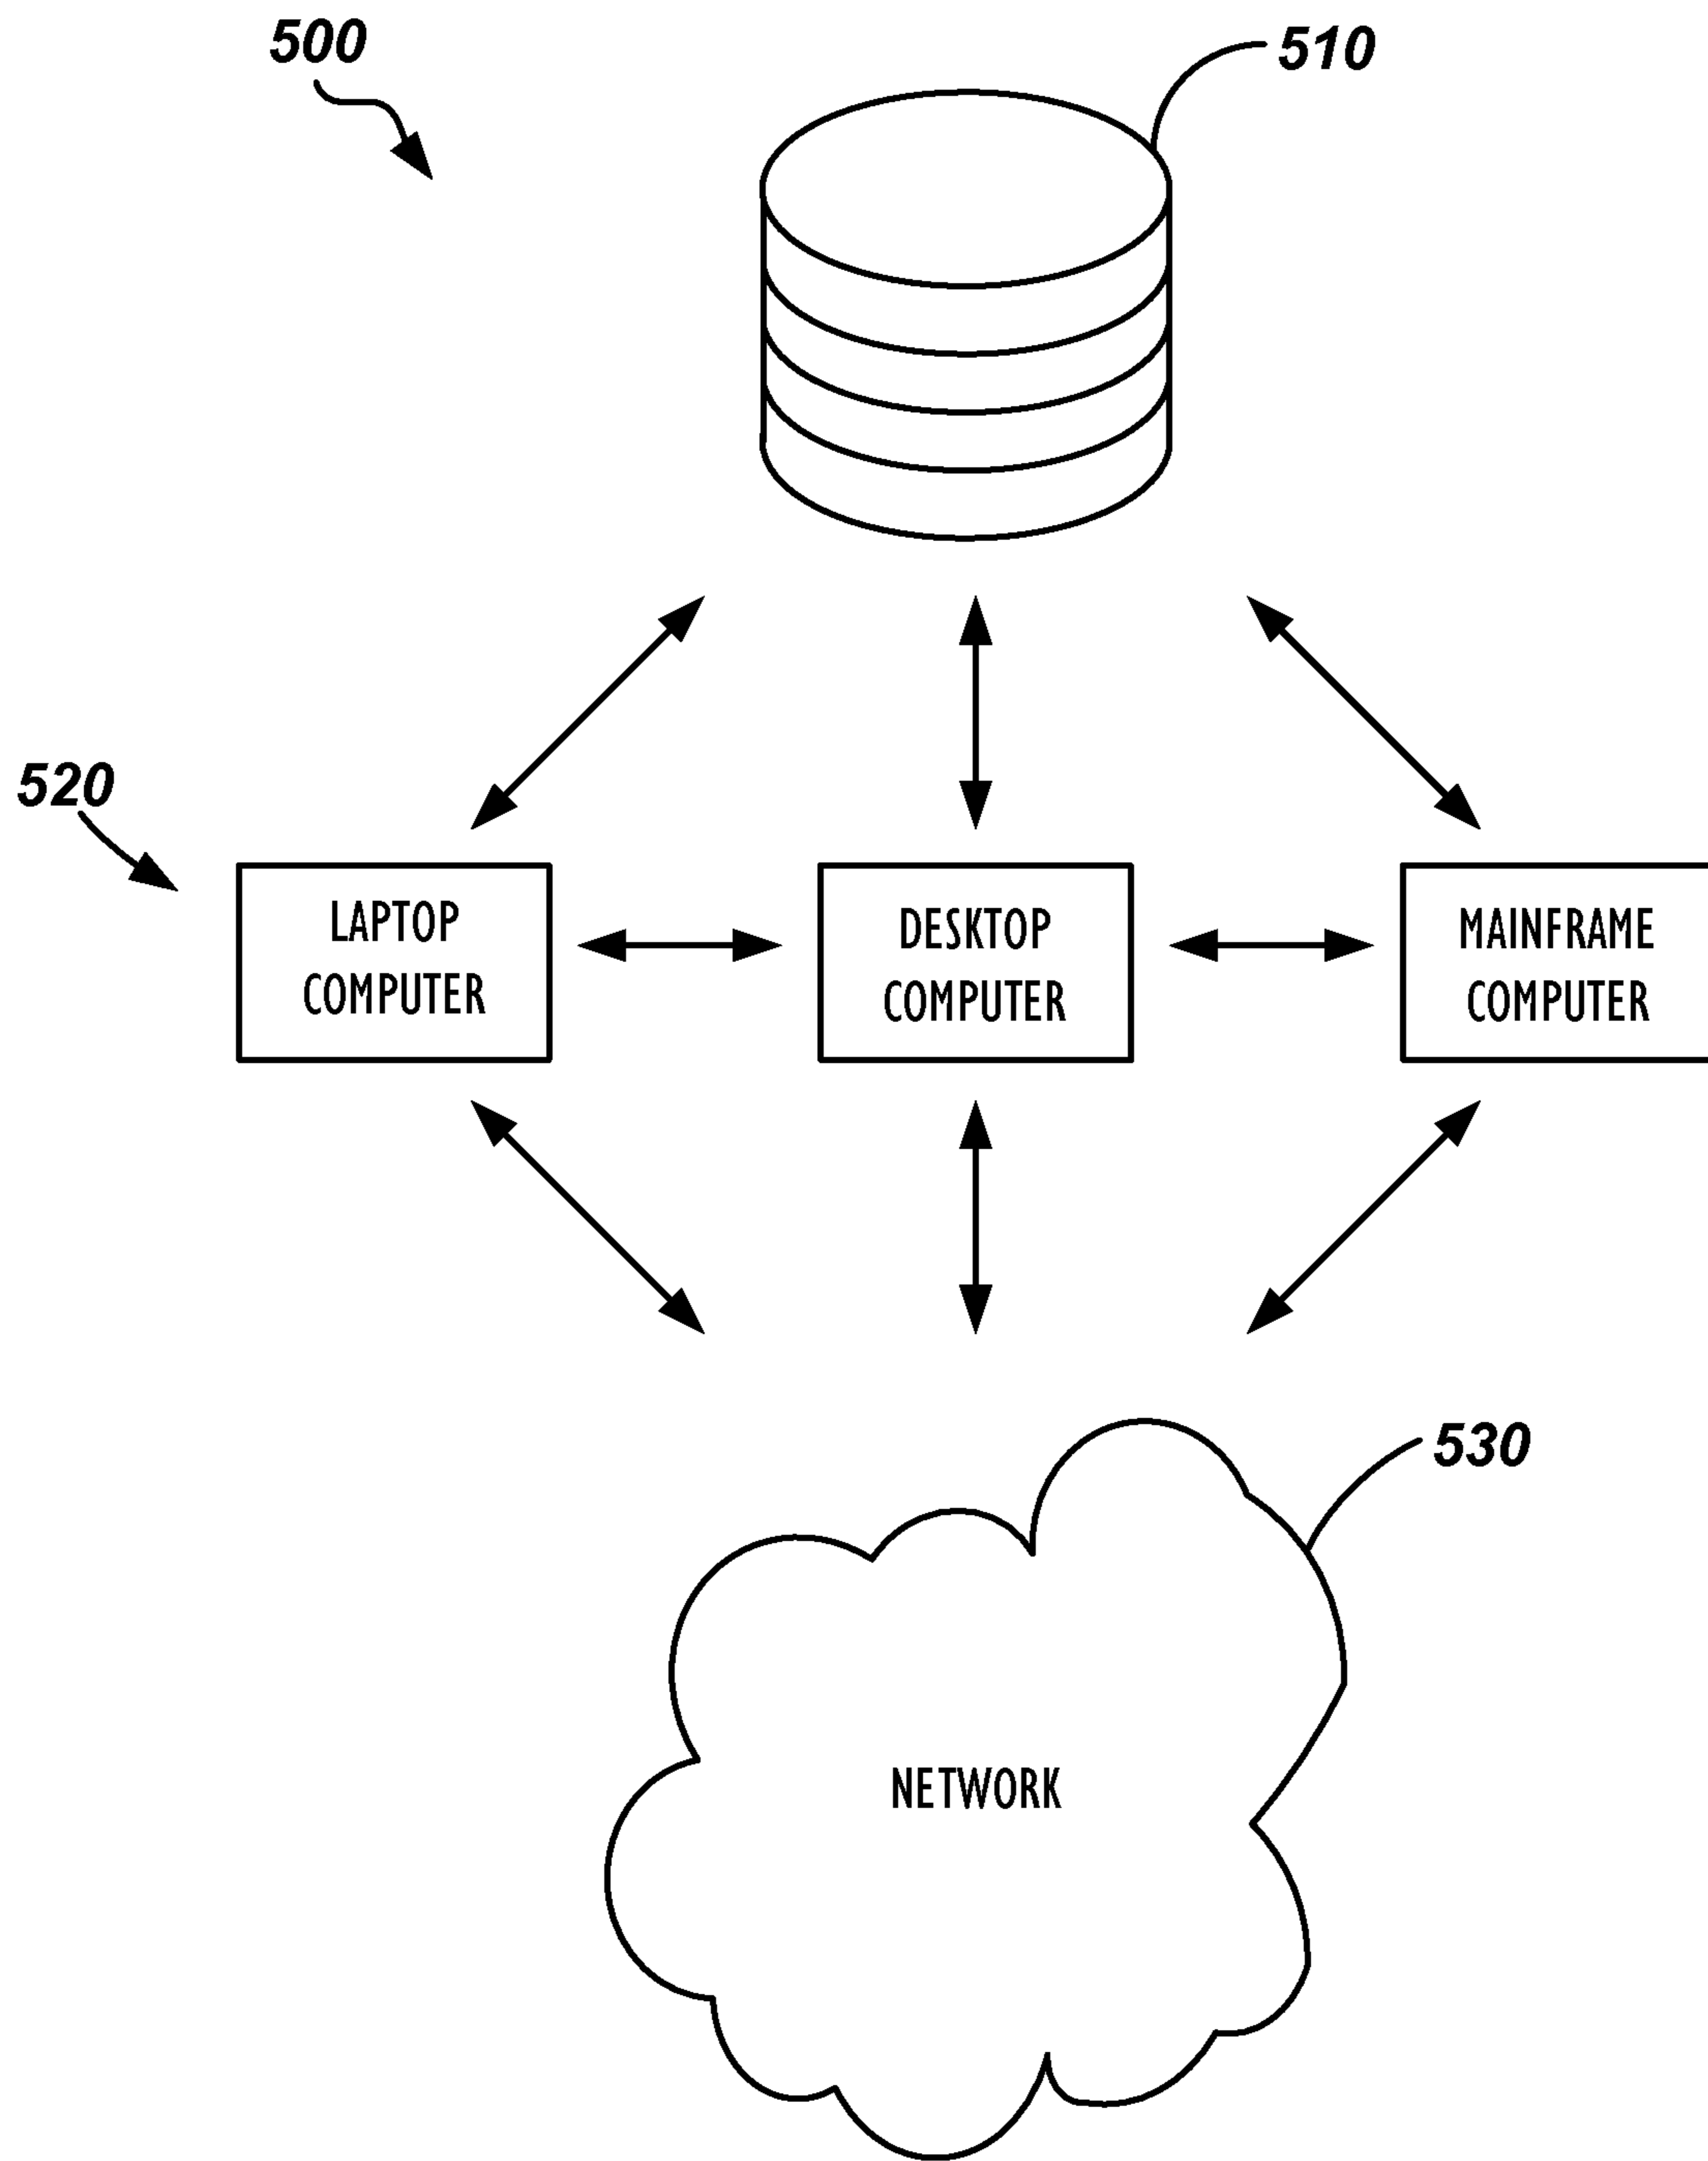 500
510
520
LAPTOP
COMPUTER
DESKTOP
COMPUTER
MAINFRAME
COMPUTER
530
NETWORK